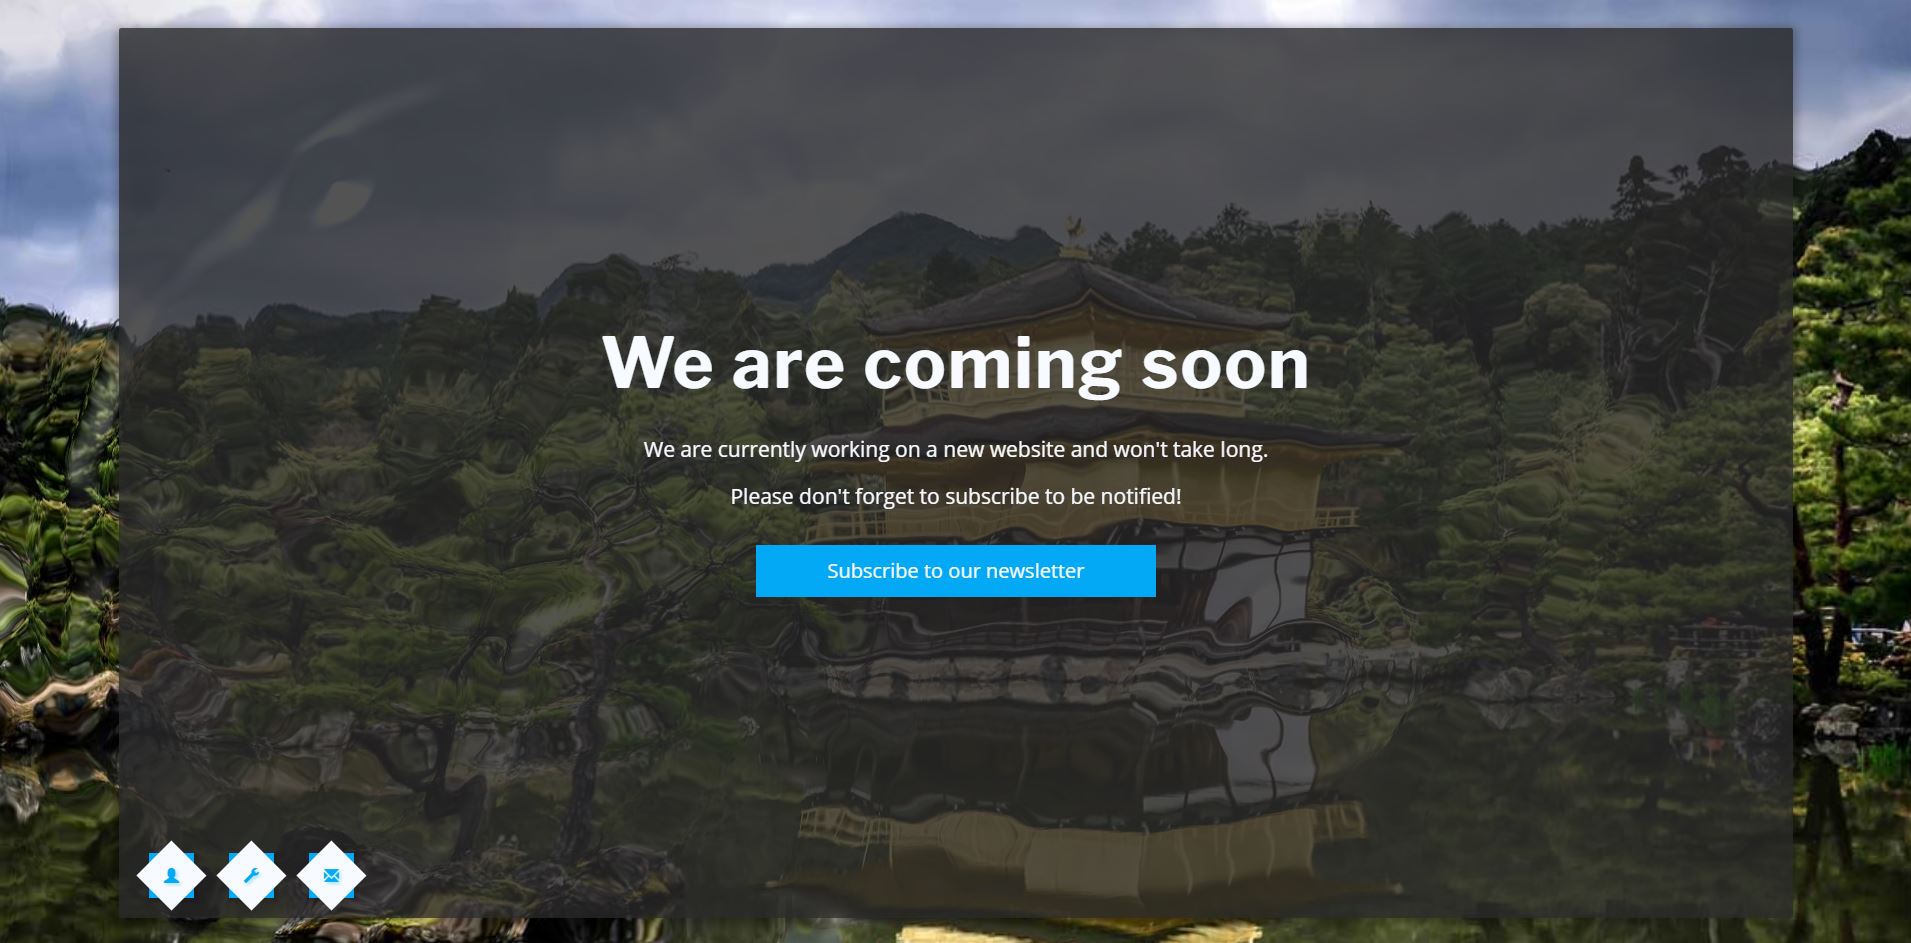 We are coming soon
We are currently working on a new website and won't take long.
Please don't forget to subscribe to be notified!
Subscribe to our newsletter